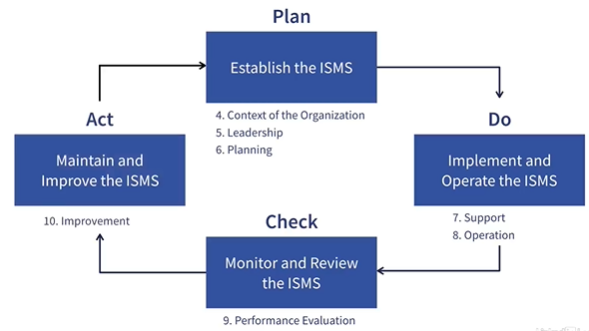 Plan
Establish the ISMS
4. Context of the Organization
5. Leadership
6. Planning
Act
Maintain and
Improve the ISMS
10. Improvement
Do
Implement and
Operate the ISMS
7. Support
8. Operation
Check
Monitor and Review
the ISMS
9. Performance Evaluation